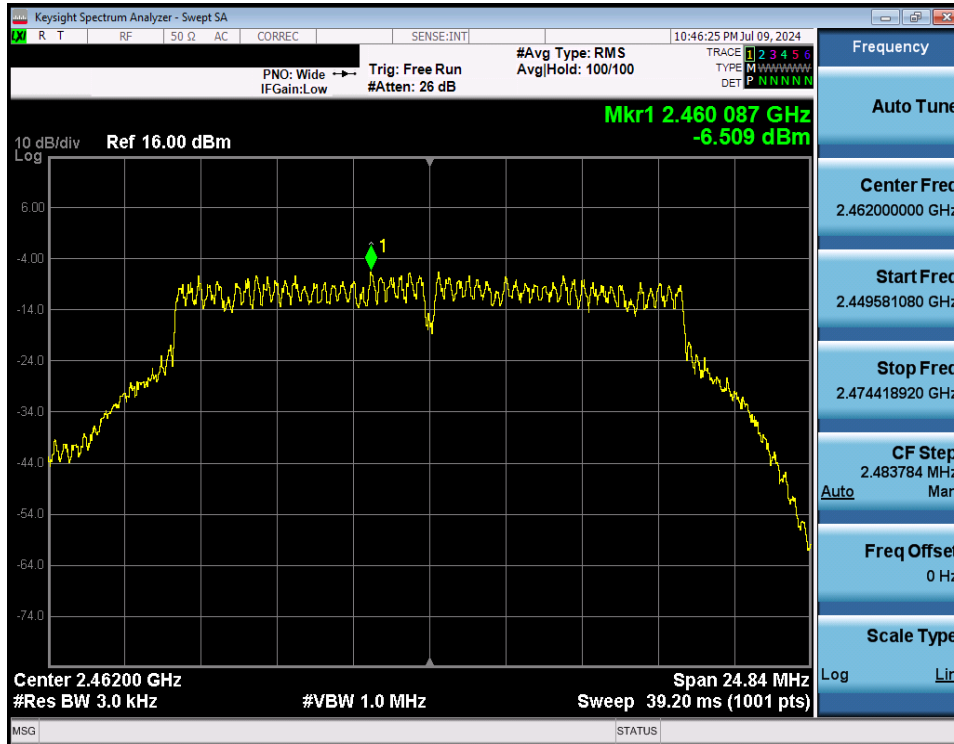 Keysight Spectrum Analyzer - Swept SA
LXI R T RF 50 Ω AC CORREC SENSE:INT 10:46:25 PM Jul 09, 2024
PNO: Wide
IFGain:Low
Trig: Free Run
#Atten: 26 dB
#Avg Type: RMS
Avg|Hold: 100/100
TRACE 1 2 3 4 5 6
TYPE M W W W W W
DET P N N N N N
Mkr1 2.460 087 GHz
-6.509 dBm
10 dB/div Ref 16.00 dBm
Log
1
6.00
-4.00
-14.0
-24.0
-34.0
-44.0
-54.0
-64.0
-74.0
Center 2.46200 GHz Span 24.84 MHz
#Res BW 3.0 kHz #VBW 1.0 MHz Sweep 39.20 ms (1001 pts)
MSG STATUS
Frequency
Auto Tune
Center Freq
2.462000000 GHz
Start Freq
2.449581080 GHz
Stop Freq
2.474418920 GHz
CF Step
2.483784 MHz
Auto Man
Freq Offset
0 Hz
Scale Type
Log Lin